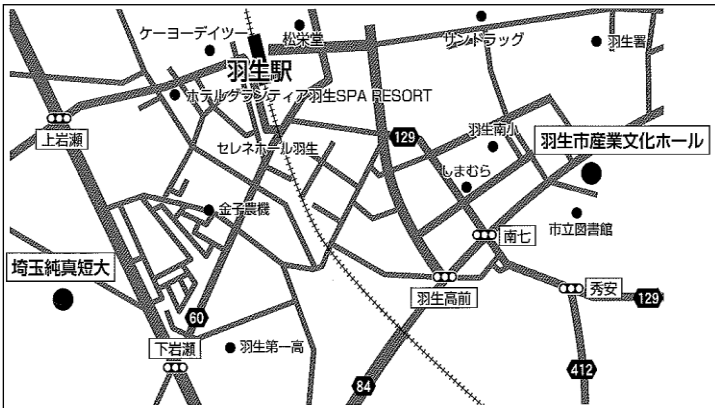 ケーヨーデイツー
松栄堂
サンドラッグ
羽生署
羽生駅
ホテルグランティア羽生SPA RESORT
上岩瀬
セレネホール羽生
129
羽生南小
羽生市産業文化ホール
しまむら
金子農機
市立図書館
南七
埼玉純真短大
羽生高前
秀安
129
60
下岩瀬
羽生第一高
84
412